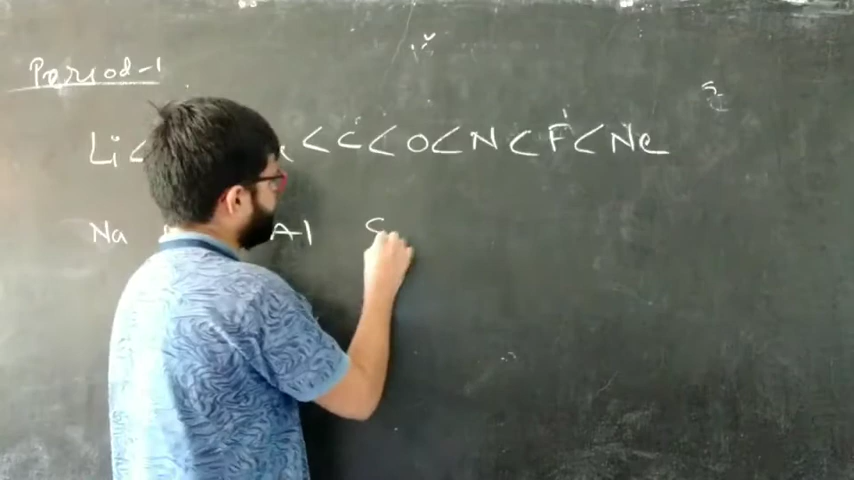 Period-1
Li < < C < O < N < F < Ne
Na Al